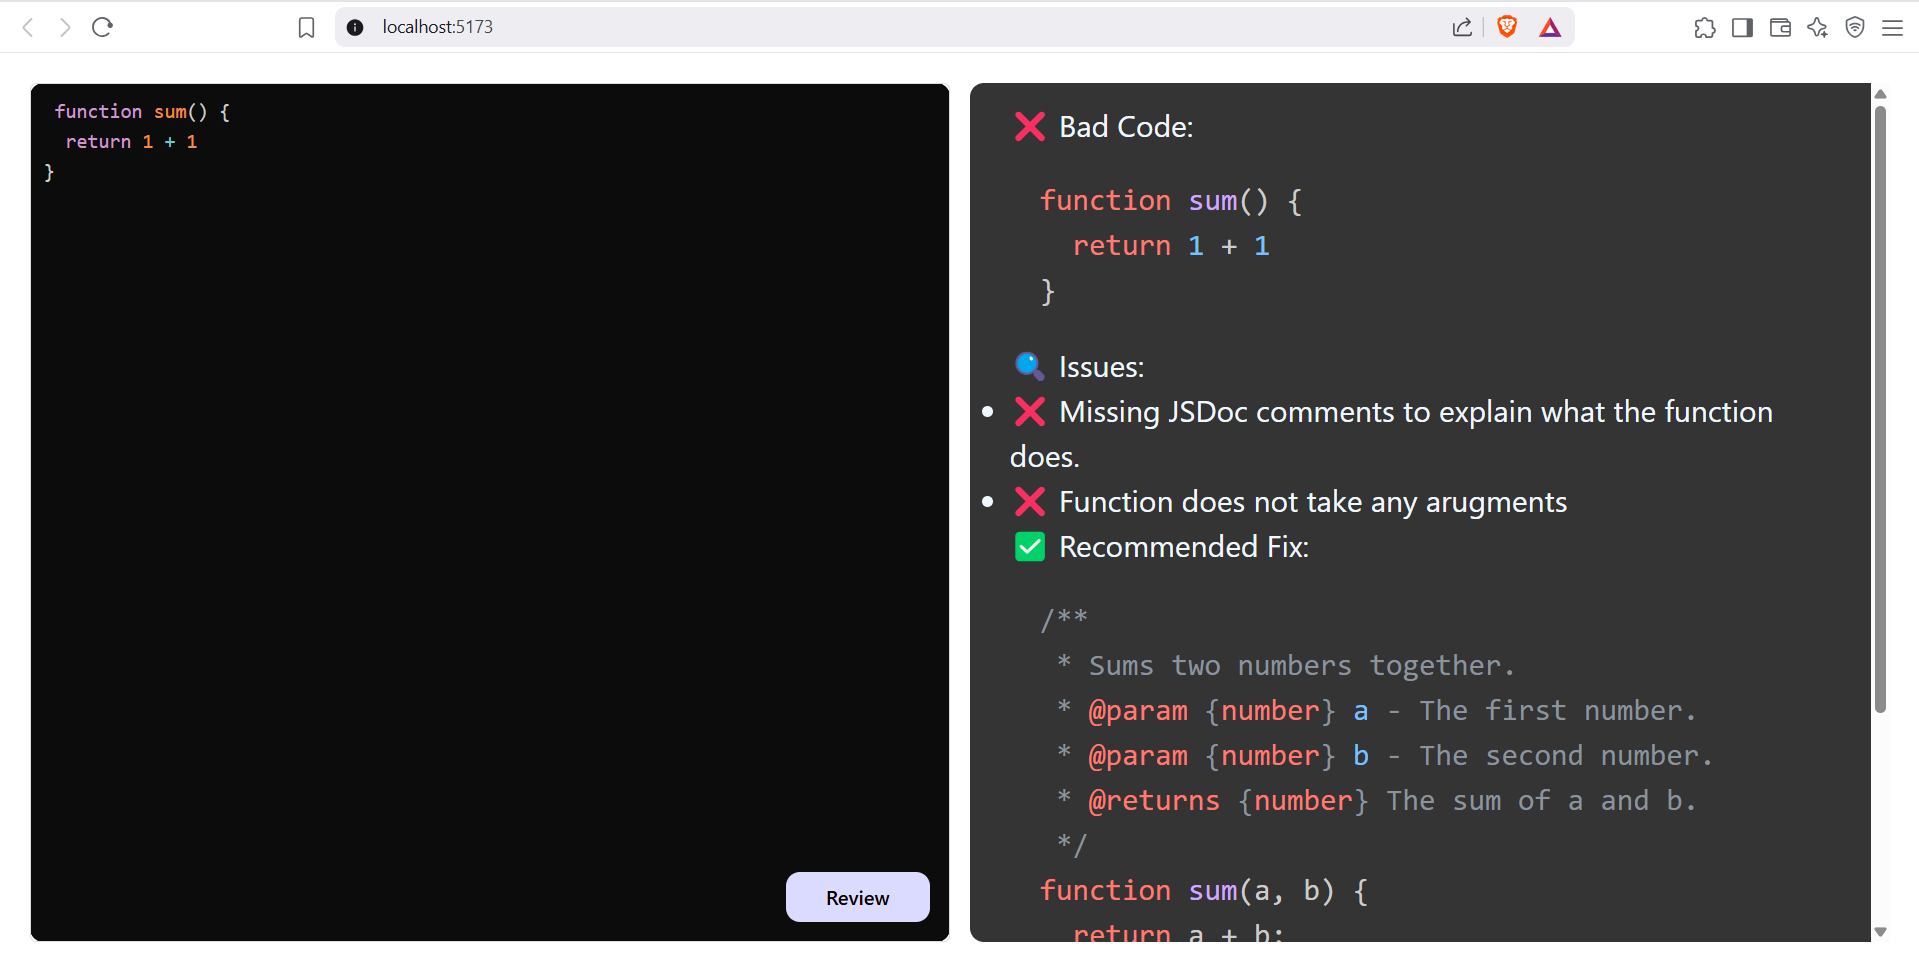 localhost:5173
function sum() {
  return 1 + 1
}
Review
❌ Bad Code:
function sum() {
  return 1 + 1
}
🔍 Issues:
• ❌ Missing JSDoc comments to explain what the function
does.
• ❌ Function does not take any arugments
✅ Recommended Fix:
/**
 * Sums two numbers together.
 * @param {number} a - The first number.
 * @param {number} b - The second number.
 * @returns {number} The sum of a and b.
 */
function sum(a, b) {
  return a + b;